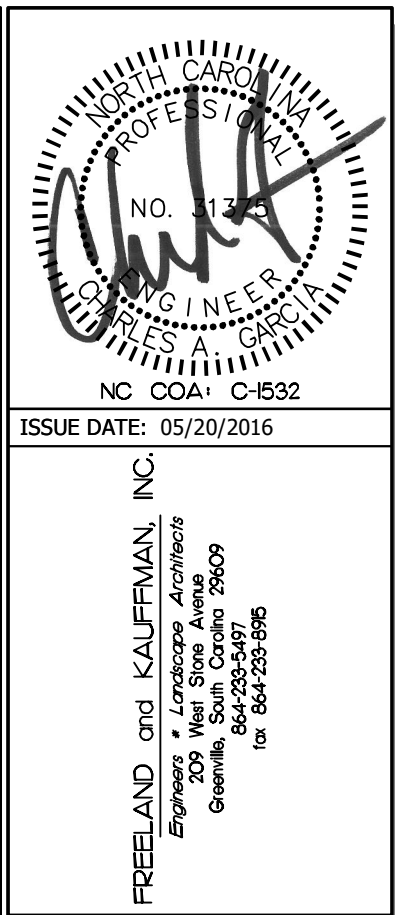 NORTH CAROLINA
PROFESSIONAL
NO. 31375
ENGINEER
CHARLES A. GARCIA
NC COA: C-1532
ISSUE DATE: 05/20/2016
FREELAND and KAUFFMAN, INC.
Engineers * Landscape Architects
209 West Stone Avenue
Greenville, South Carolina 29609
864-233-5497
fax 864-233-8915